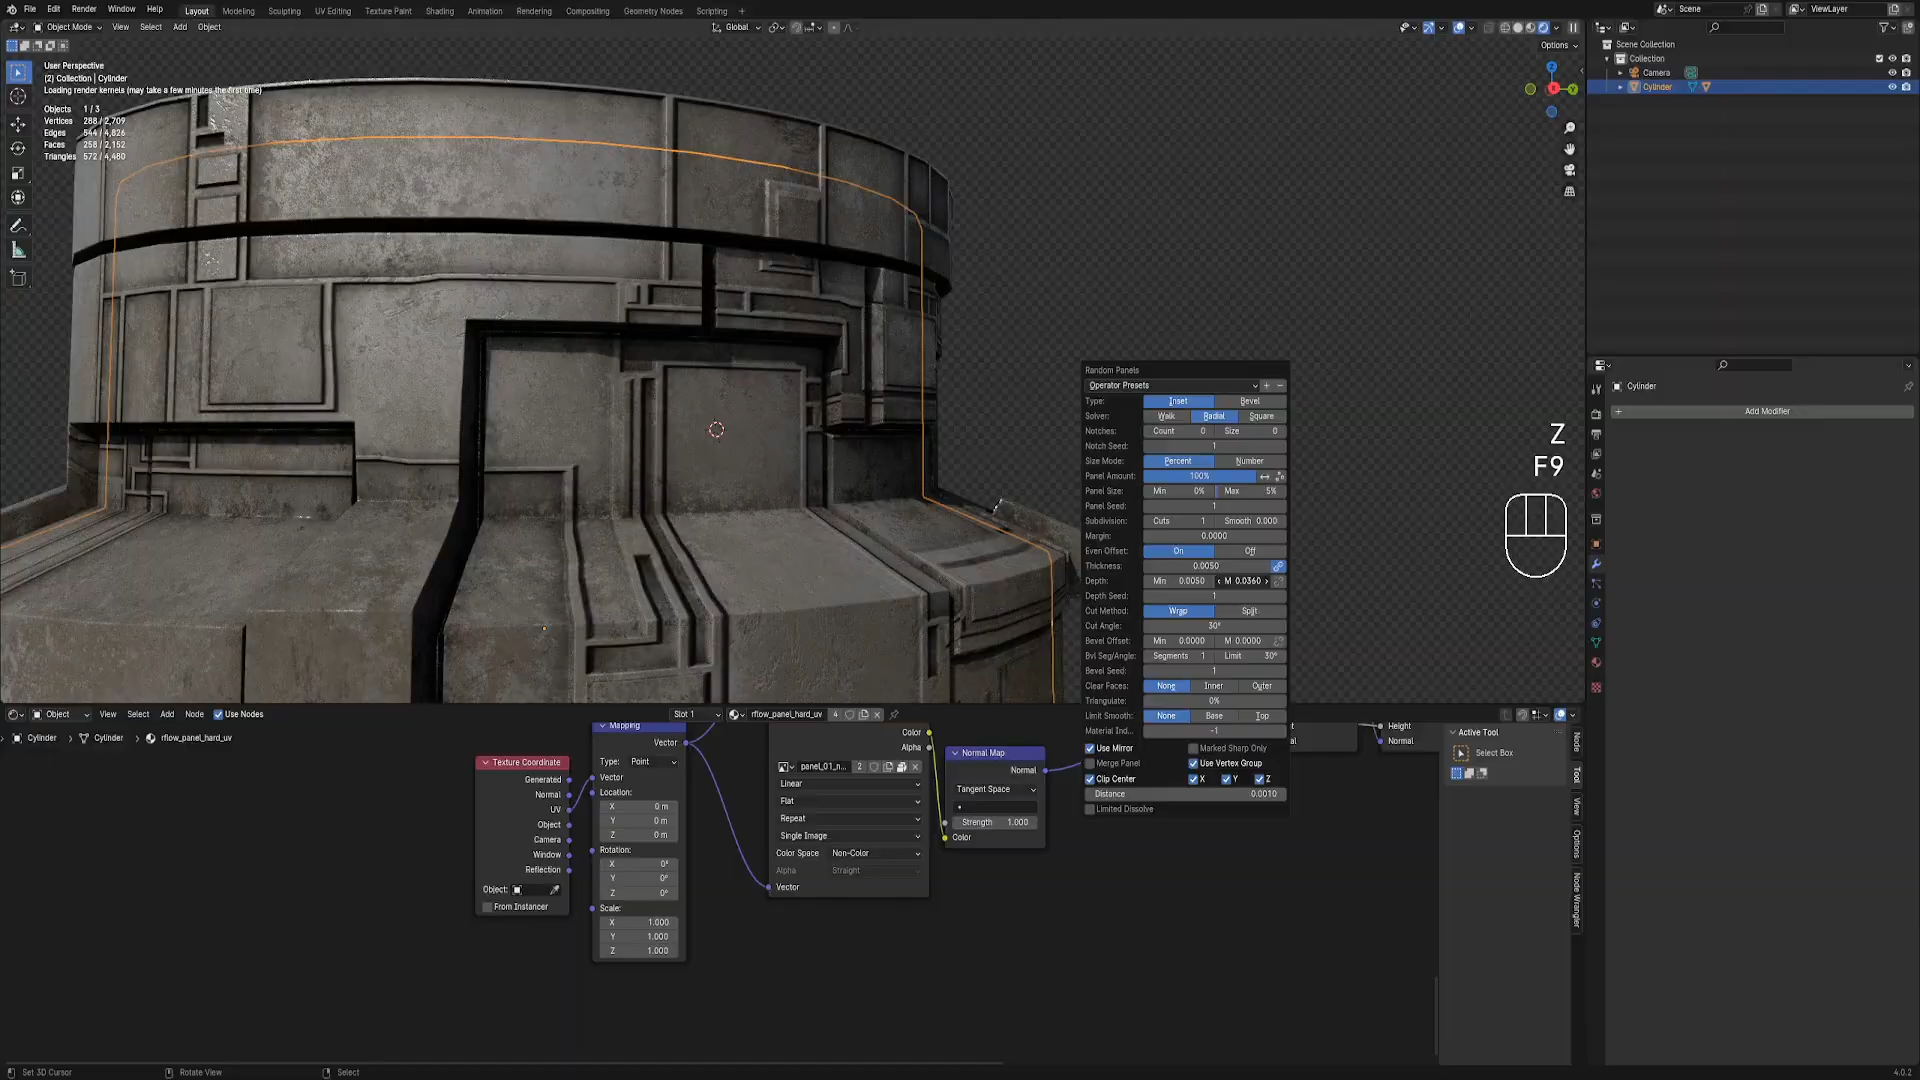 File Edit Render Window Help Layout Modeling Sculpting UV Editing Texture Paint Shading Animation Rendering Compositing Geometry Nodes Scripting + Scene ViewLayer
Object Mode View Select Add Object Global
Options
User Perspective
(2) Collection | Cylinder
Loading render kernels (may take a few minutes the first time)
Objects 1 / 3
Vertices 288 / 2,709
Edges 544 / 4,826
Faces 258 / 2,152
Triangles 572 / 4,480
Z
X
Y
Scene Collection
Collection
Camera
Cylinder
Cylinder
Add Modifier
Z
F9
Random Panels
Operator Presets
Type: Inset Bevel
Solver: Walk Radial Square
Notches: Count 0 Size 0
Notch Seed: 1
Size Mode: Percent Number
Panel Amount: 100%
Panel Size: Min 0% Max 5%
Panel Seed: 1
Subdivision: Cuts 1 Smooth 0.000
Margin: 0.0000
Even Offset: On Off
Thickness: 0.0050
Depth: Min 0.0050 M 0.0360
Depth Seed: 1
Cut Method: Wrap Split
Cut Angle: 30°
Bevel Offset: Min 0.0000 M 0.0000
Bvl Seg/Angle: Segments 1 Limit 30°
Bevel Seed: 1
Clear Faces: None Inner Outer
Triangulate: 0%
Limit Smooth: None Base Top
Material Ind... -1
Use Mirror Marked Sharp Only
Merge Panel Use Vertex Group
Clip Center X Y Z
Distance 0.0010
Limited Dissolve
Object View Select Add Node Use Nodes Slot 1 rflow_panel_hard_uv 4
Cylinder Cylinder rflow_panel_hard_uv
Texture Coordinate
Generated
Normal
UV
Object
Camera
Window
Reflection
Object:
From Instancer
Mapping
Vector
Type: Point
Vector
Location:
X 0 m
Y 0 m
Z 0 m
Rotation:
X 0°
Y 0°
Z 0°
Scale:
X 1.000
Y 1.000
Z 1.000
Color
Alpha
panel_01_n... 2
Linear
Flat
Repeat
Single Image
Color Space Non-Color
Alpha Straight
Vector
Normal Map
Normal
Tangent Space
Strength 1.000
Color
Height
Normal
Active Tool
Select Box
Node
Tool
View
Options
Node Wrangler
Set 3D Cursor Rotate View Select 4.0.2